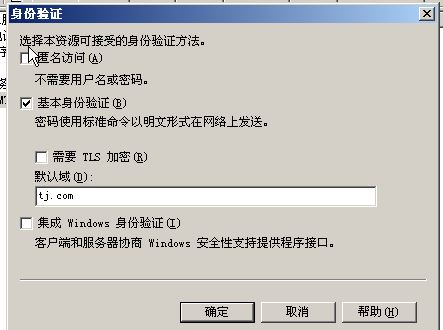 身份验证
选择本资源可接受的身份验证方法。
匿名访问(A)
不需要用户名或密码。
基本身份验证(B)
密码使用标准命令以明文形式在网络上发送。
需要 TLS 加密(R)
默认域(D):
tj.com
集成 Windows 身份验证(I)
客户端和服务器协商 Windows 安全性支持提供程序接口。
确定
取消
帮助(H)